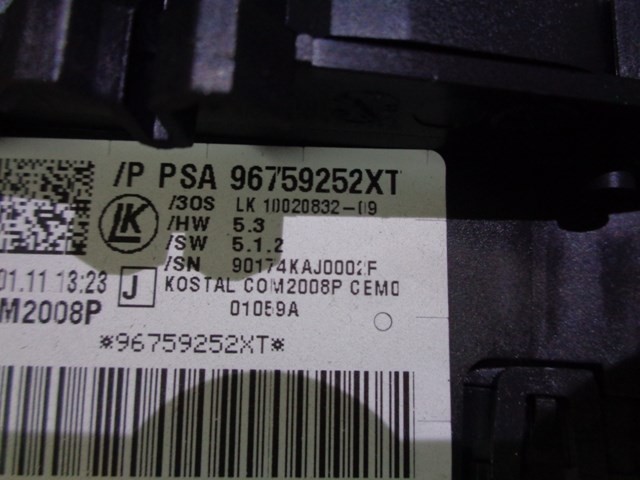 /P PSA 96759252XT
/30S LK 10020832-09
LK
/HW 5.3
/SW 5.1.2
/SN 90174KAJ0002F
01.11 13:23 J KOSTAL COM2008P CEM0
M2008P 01059A
*96759252XT*